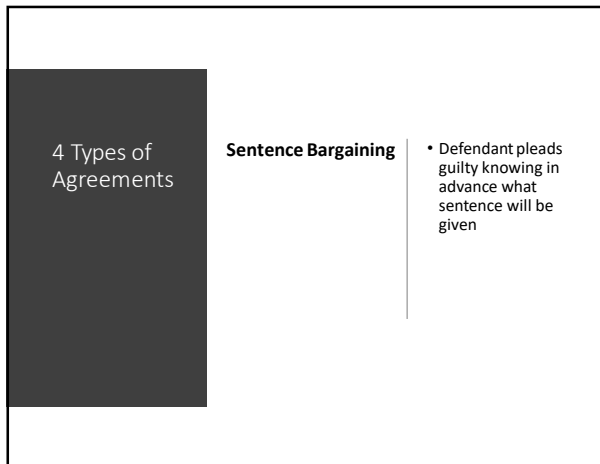 4 Types of
Agreements
Sentence Bargaining
• Defendant pleads
guilty knowing in
advance what
sentence will be
given